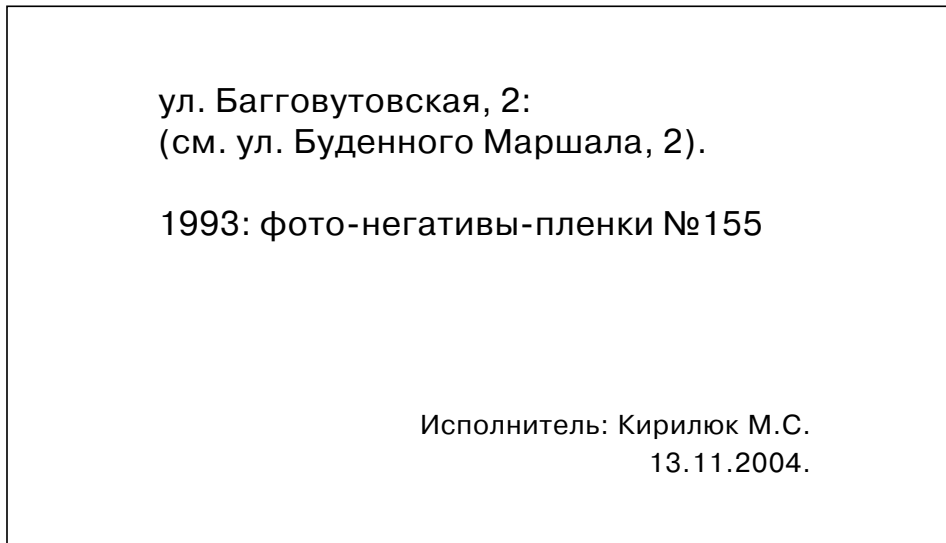 ул. Багговутовская, 2:
(см. ул. Буденного Маршала, 2).
1993: фото-негативы-пленки №155
Исполнитель: Кирилюк М.С.
13.11.2004.